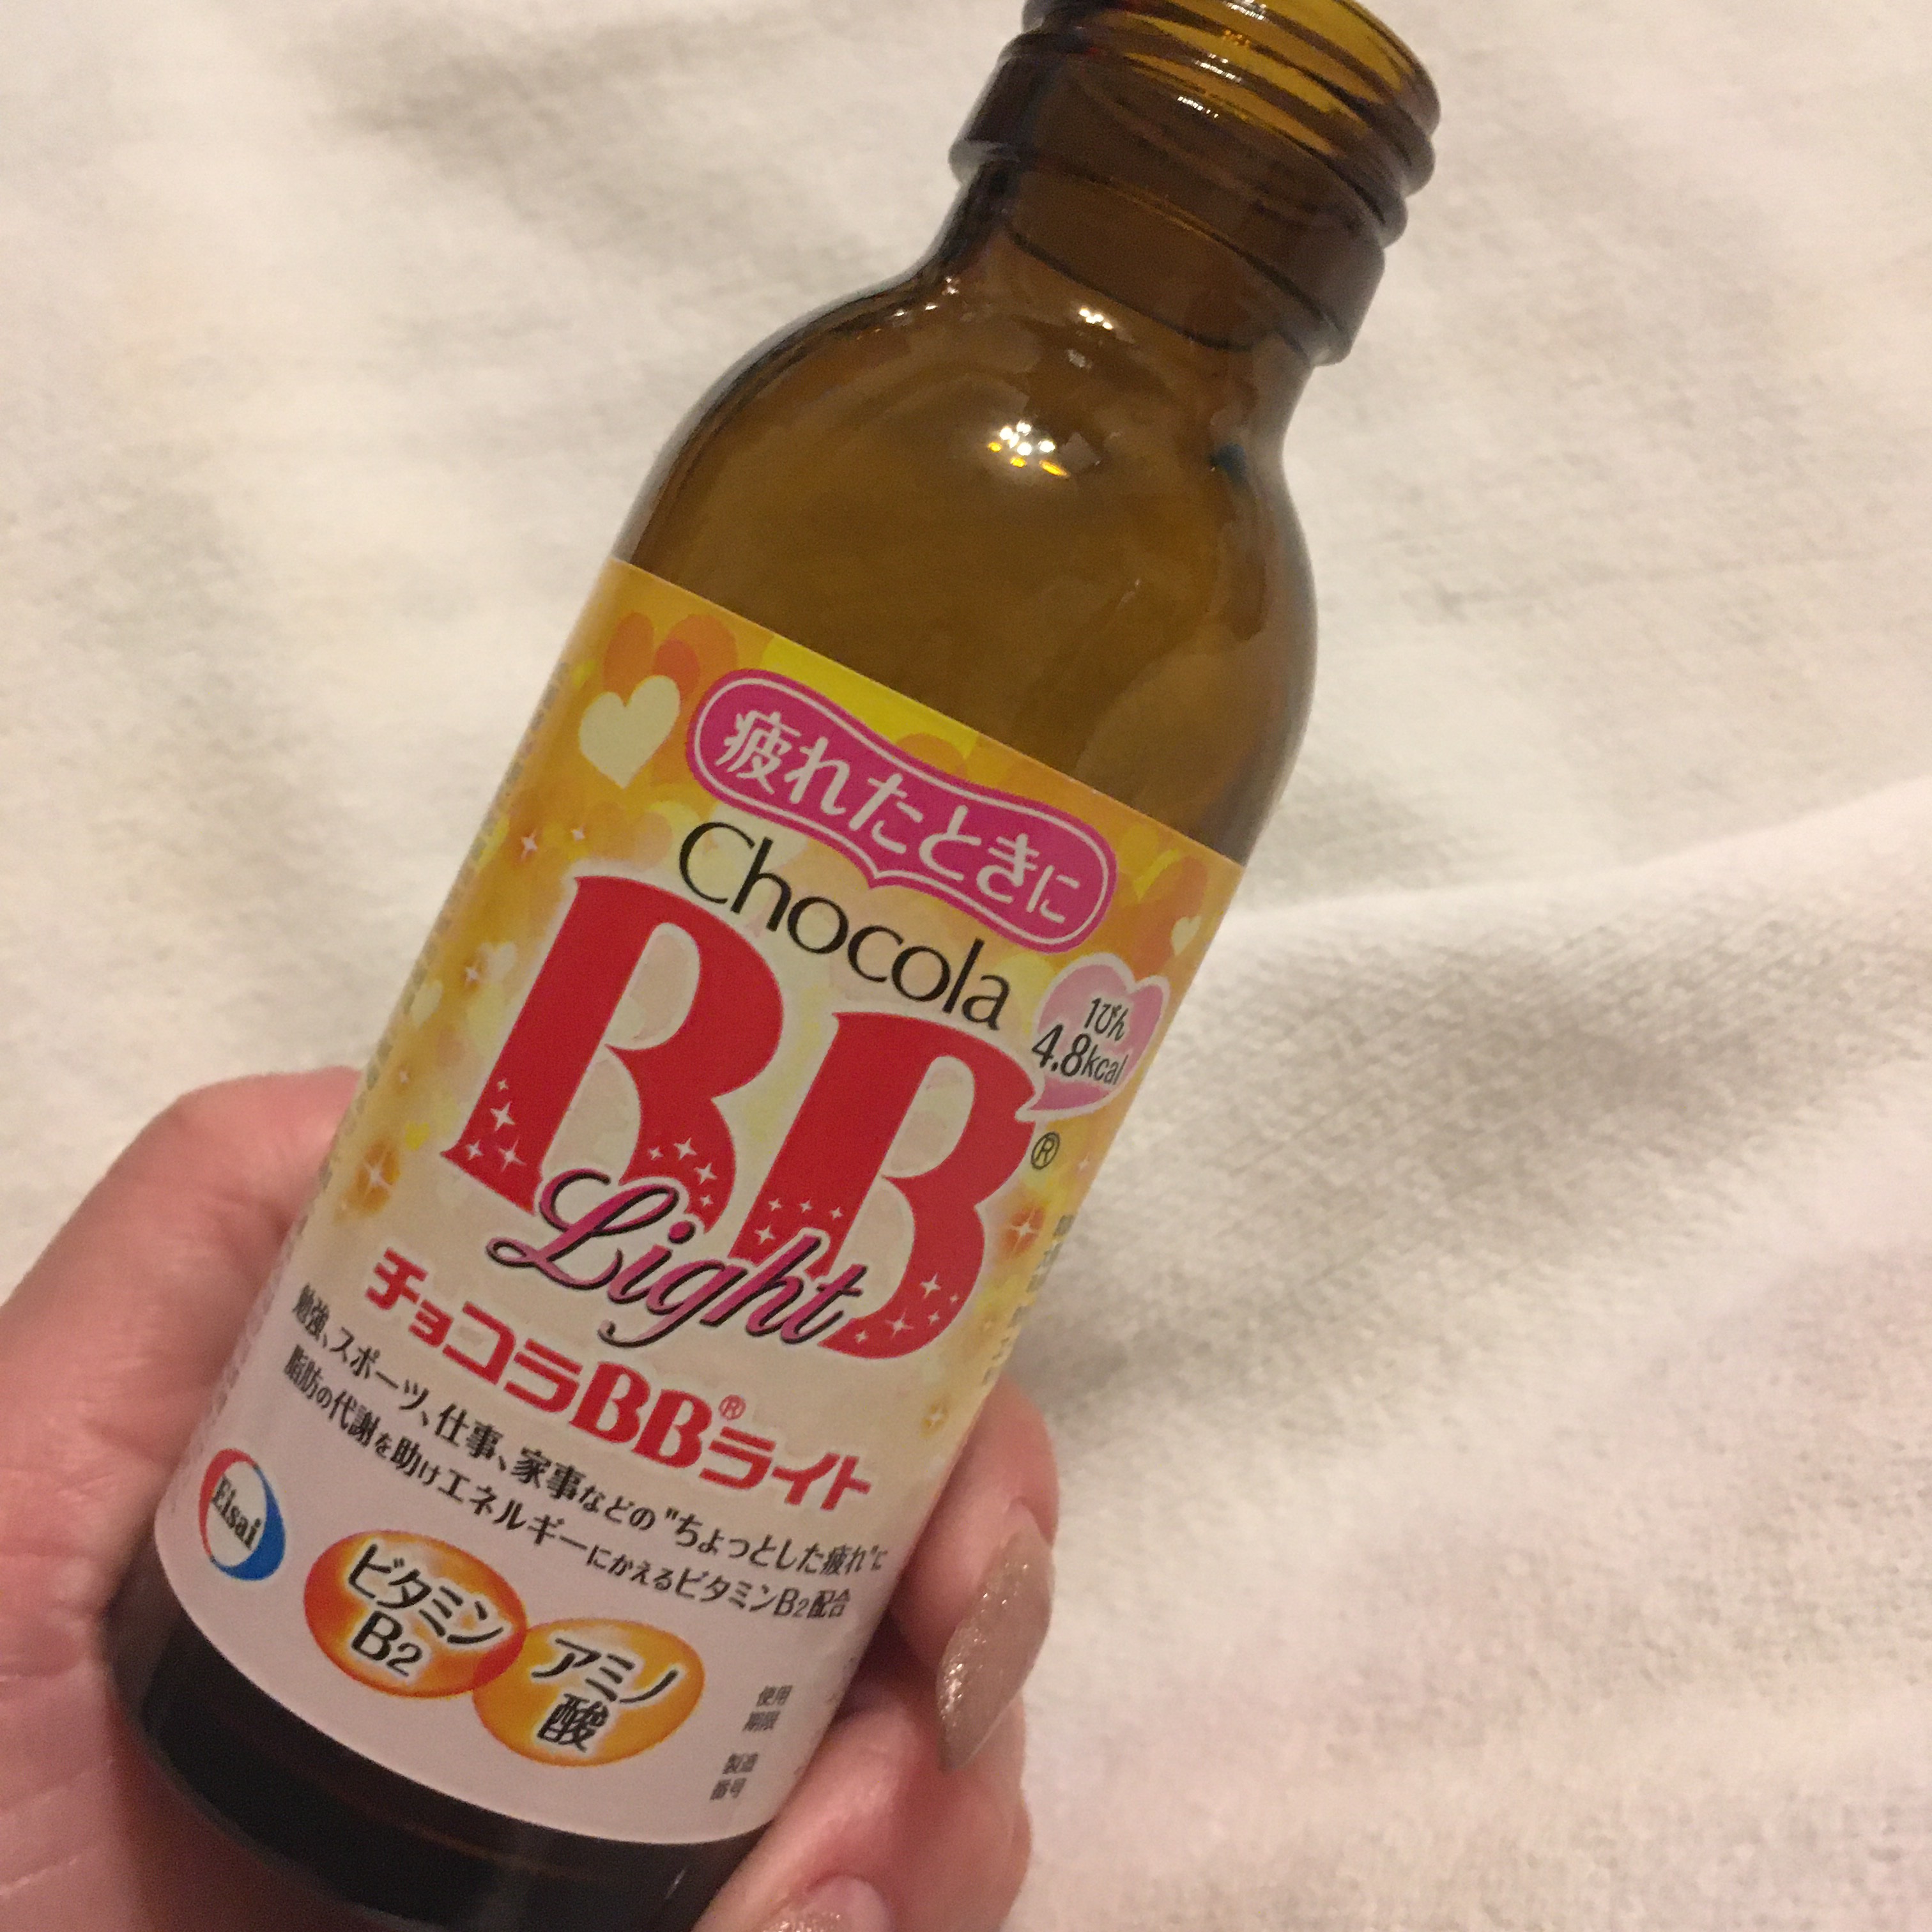 疲れたときに
Chocola
BB®
1びん
4.8kcal
Light
チョコラBB®ライト
勉強、スポーツ、仕事、家事などの"ちょっとした疲れ"に
脂肪の代謝を助けエネルギーにかえるビタミンB2配合
Eisai
ビタミン
B2
アミノ
酸
使用
期限
製造
番号